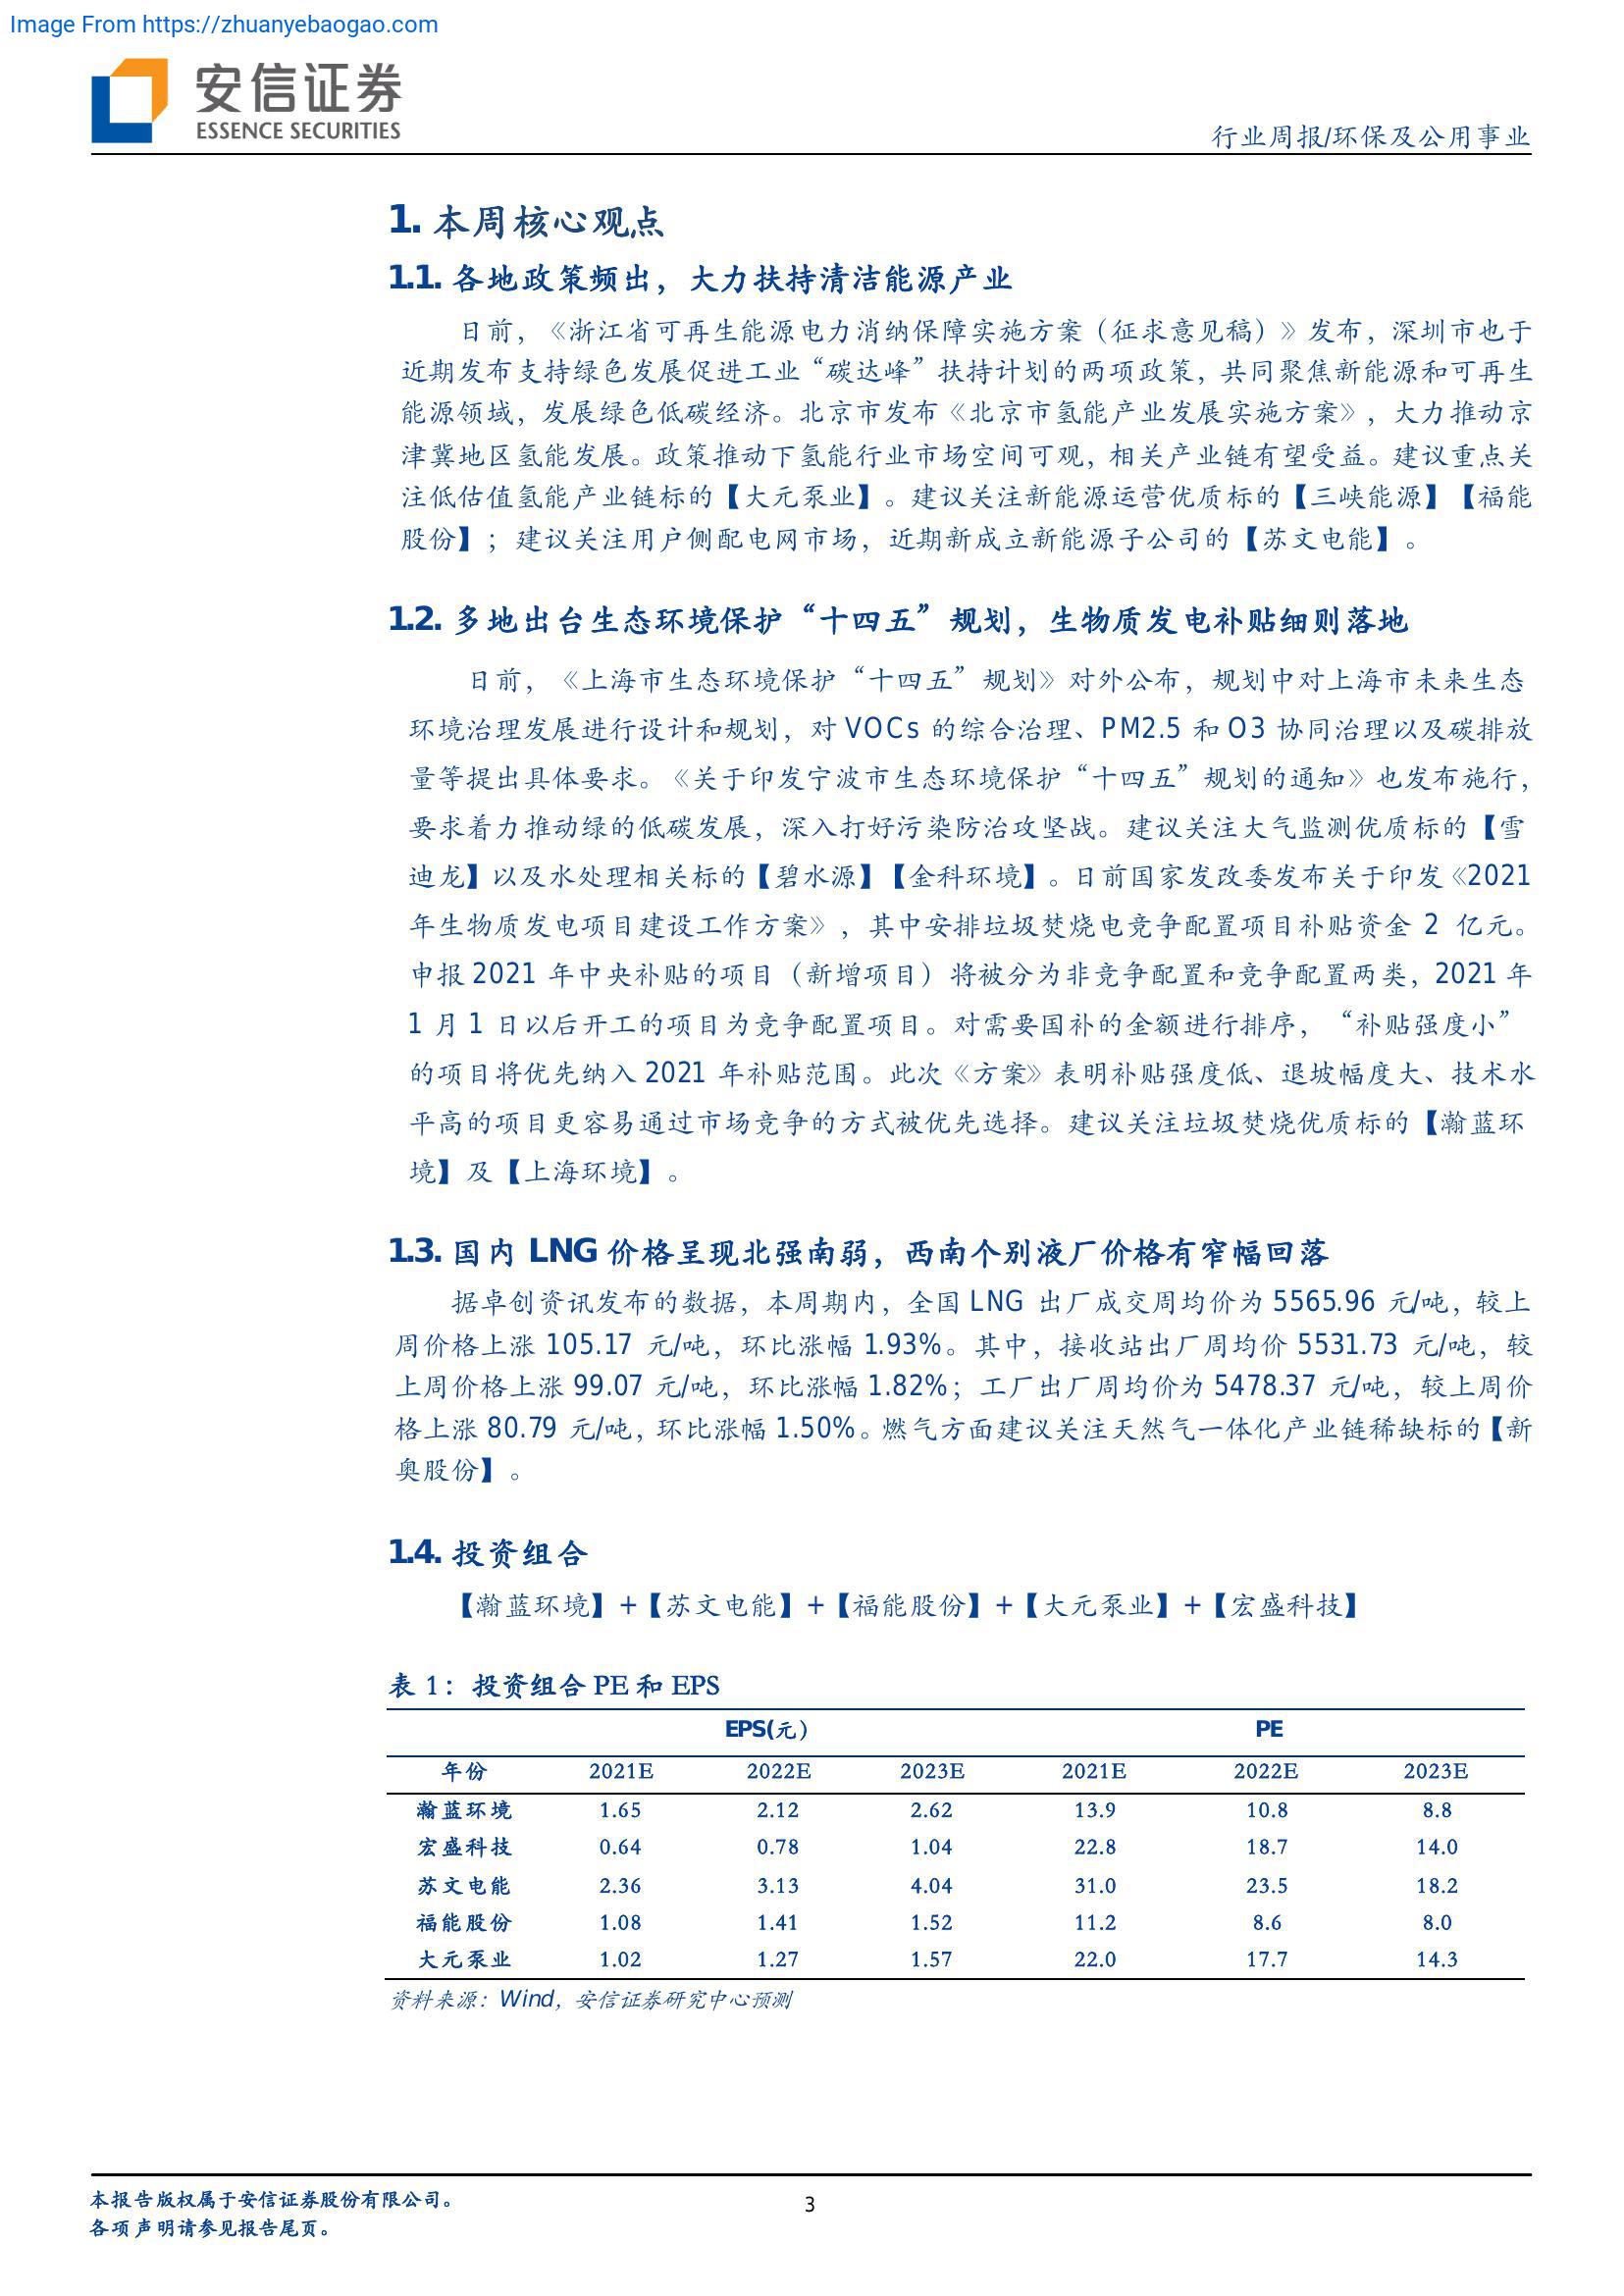 Image From https://zhuanyebaogao.com
安信证券
ESSENCE SECURITIES
行业周报/环保及公用事业
1. 本周核心观点
1.1. 各地政策频出，大力扶持清洁能源产业
日前，《浙江省可再生能源电力消纳保障实施方案（征求意见稿）》发布，深圳市也于
近期发布支持绿色发展促进工业“碳达峰”扶持计划的两项政策，共同聚焦新能源和可再生
能源领域，发展绿色低碳经济。北京市发布《北京市氢能产业发展实施方案》，大力推动京
津冀地区氢能发展。政策推动下氢能行业市场空间可观，相关产业链有望受益。建议重点关
注低估值氢能产业链标的【大元泵业】。建议关注新能源运营优质标的【三峡能源】【福能
股份】；建议关注用户侧配电网市场，近期新成立新能源子公司的【苏文电能】。
1.2. 多地出台生态环境保护“十四五”规划，生物质发电补贴细则落地
日前，《上海市生态环境保护“十四五”规划》对外公布，规划中对上海市未来生态
环境治理发展进行设计和规划，对 VOCs 的综合治理、PM2.5 和 O3 协同治理以及碳排放
量等提出具体要求。《关于印发宁波市生态环境保护“十四五”规划的通知》也发布施行，
要求着力推动绿的低碳发展，深入打好污染防治攻坚战。建议关注大气监测优质标的【雪
迪龙】以及水处理相关标的【碧水源】【金科环境】。日前国家发改委发布关于印发《2021
年生物质发电项目建设工作方案》，其中安排垃圾焚烧电竞争配置项目补贴资金 2 亿元。
申报 2021 年中央补贴的项目（新增项目）将被分为非竞争配置和竞争配置两类，2021 年
1 月 1 日以后开工的项目为竞争配置项目。对需要国补的金额进行排序，“补贴强度小”
的项目将优先纳入 2021 年补贴范围。此次《方案》表明补贴强度低、退坡幅度大、技术水
平高的项目更容易通过市场竞争的方式被优先选择。建议关注垃圾焚烧优质标的【瀚蓝环
境】及【上海环境】。
1.3. 国内 LNG 价格呈现北强南弱，西南个别液厂价格有窄幅回落
据卓创资讯发布的数据，本周期内，全国 LNG 出厂成交周均价为 5565.96 元/吨，较上
周价格上涨 105.17 元/吨，环比涨幅 1.93%。其中，接收站出厂周均价 5531.73 元/吨，较
上周价格上涨 99.07 元/吨，环比涨幅 1.82%；工厂出厂周均价为 5478.37 元/吨，较上周价
格上涨 80.79 元/吨，环比涨幅 1.50%。燃气方面建议关注天然气一体化产业链稀缺标的【新
奥股份】。
1.4. 投资组合
【瀚蓝环境】+【苏文电能】+【福能股份】+【大元泵业】+【宏盛科技】
表 1：投资组合 PE 和 EPS
EPS(元） PE
年份 2021E 2022E 2023E 2021E 2022E 2023E
瀚蓝环境 1.65 2.12 2.62 13.9 10.8 8.8
宏盛科技 0.64 0.78 1.04 22.8 18.7 14.0
苏文电能 2.36 3.13 4.04 31.0 23.5 18.2
福能股份 1.08 1.41 1.52 11.2 8.6 8.0
大元泵业 1.02 1.27 1.57 22.0 17.7 14.3
资料来源：Wind，安信证券研究中心预测
本报告版权属于安信证券股份有限公司。
各项声明请参见报告尾页。
3